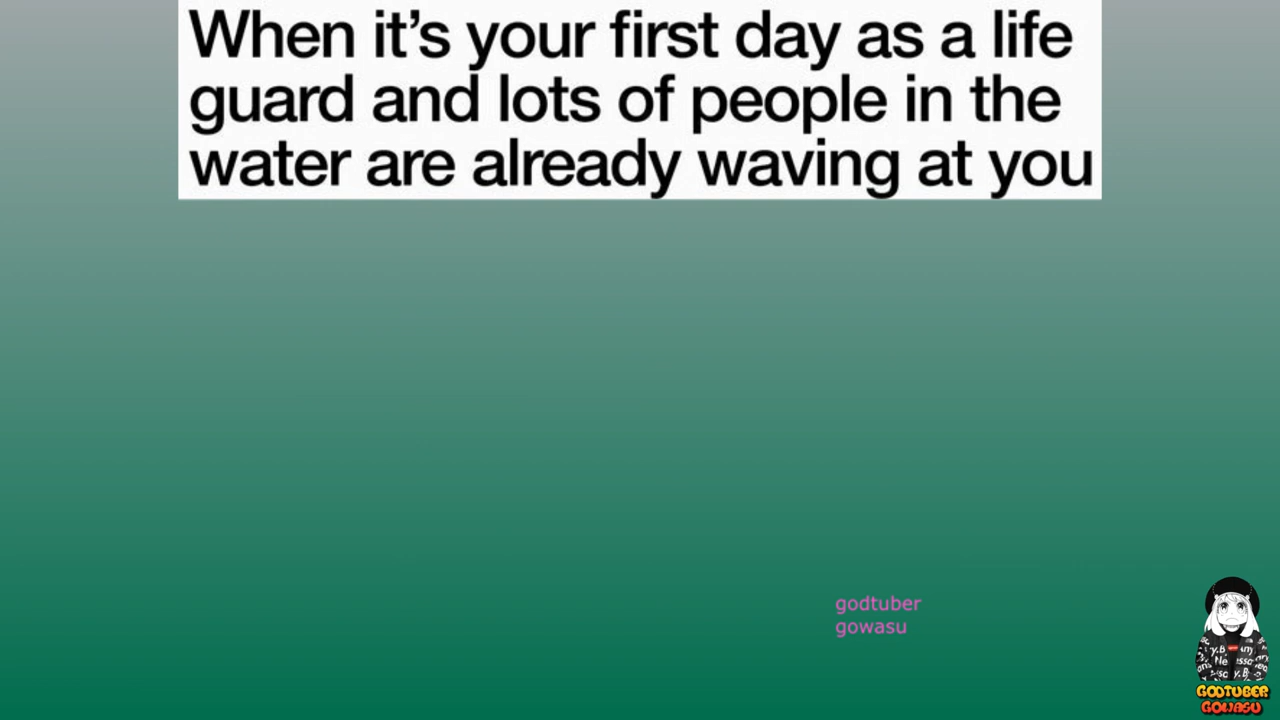 When it’s your first day as a life
guard and lots of people in the
water are already waving at you
godtuber
gowasu
GODTUBER
GOWASU